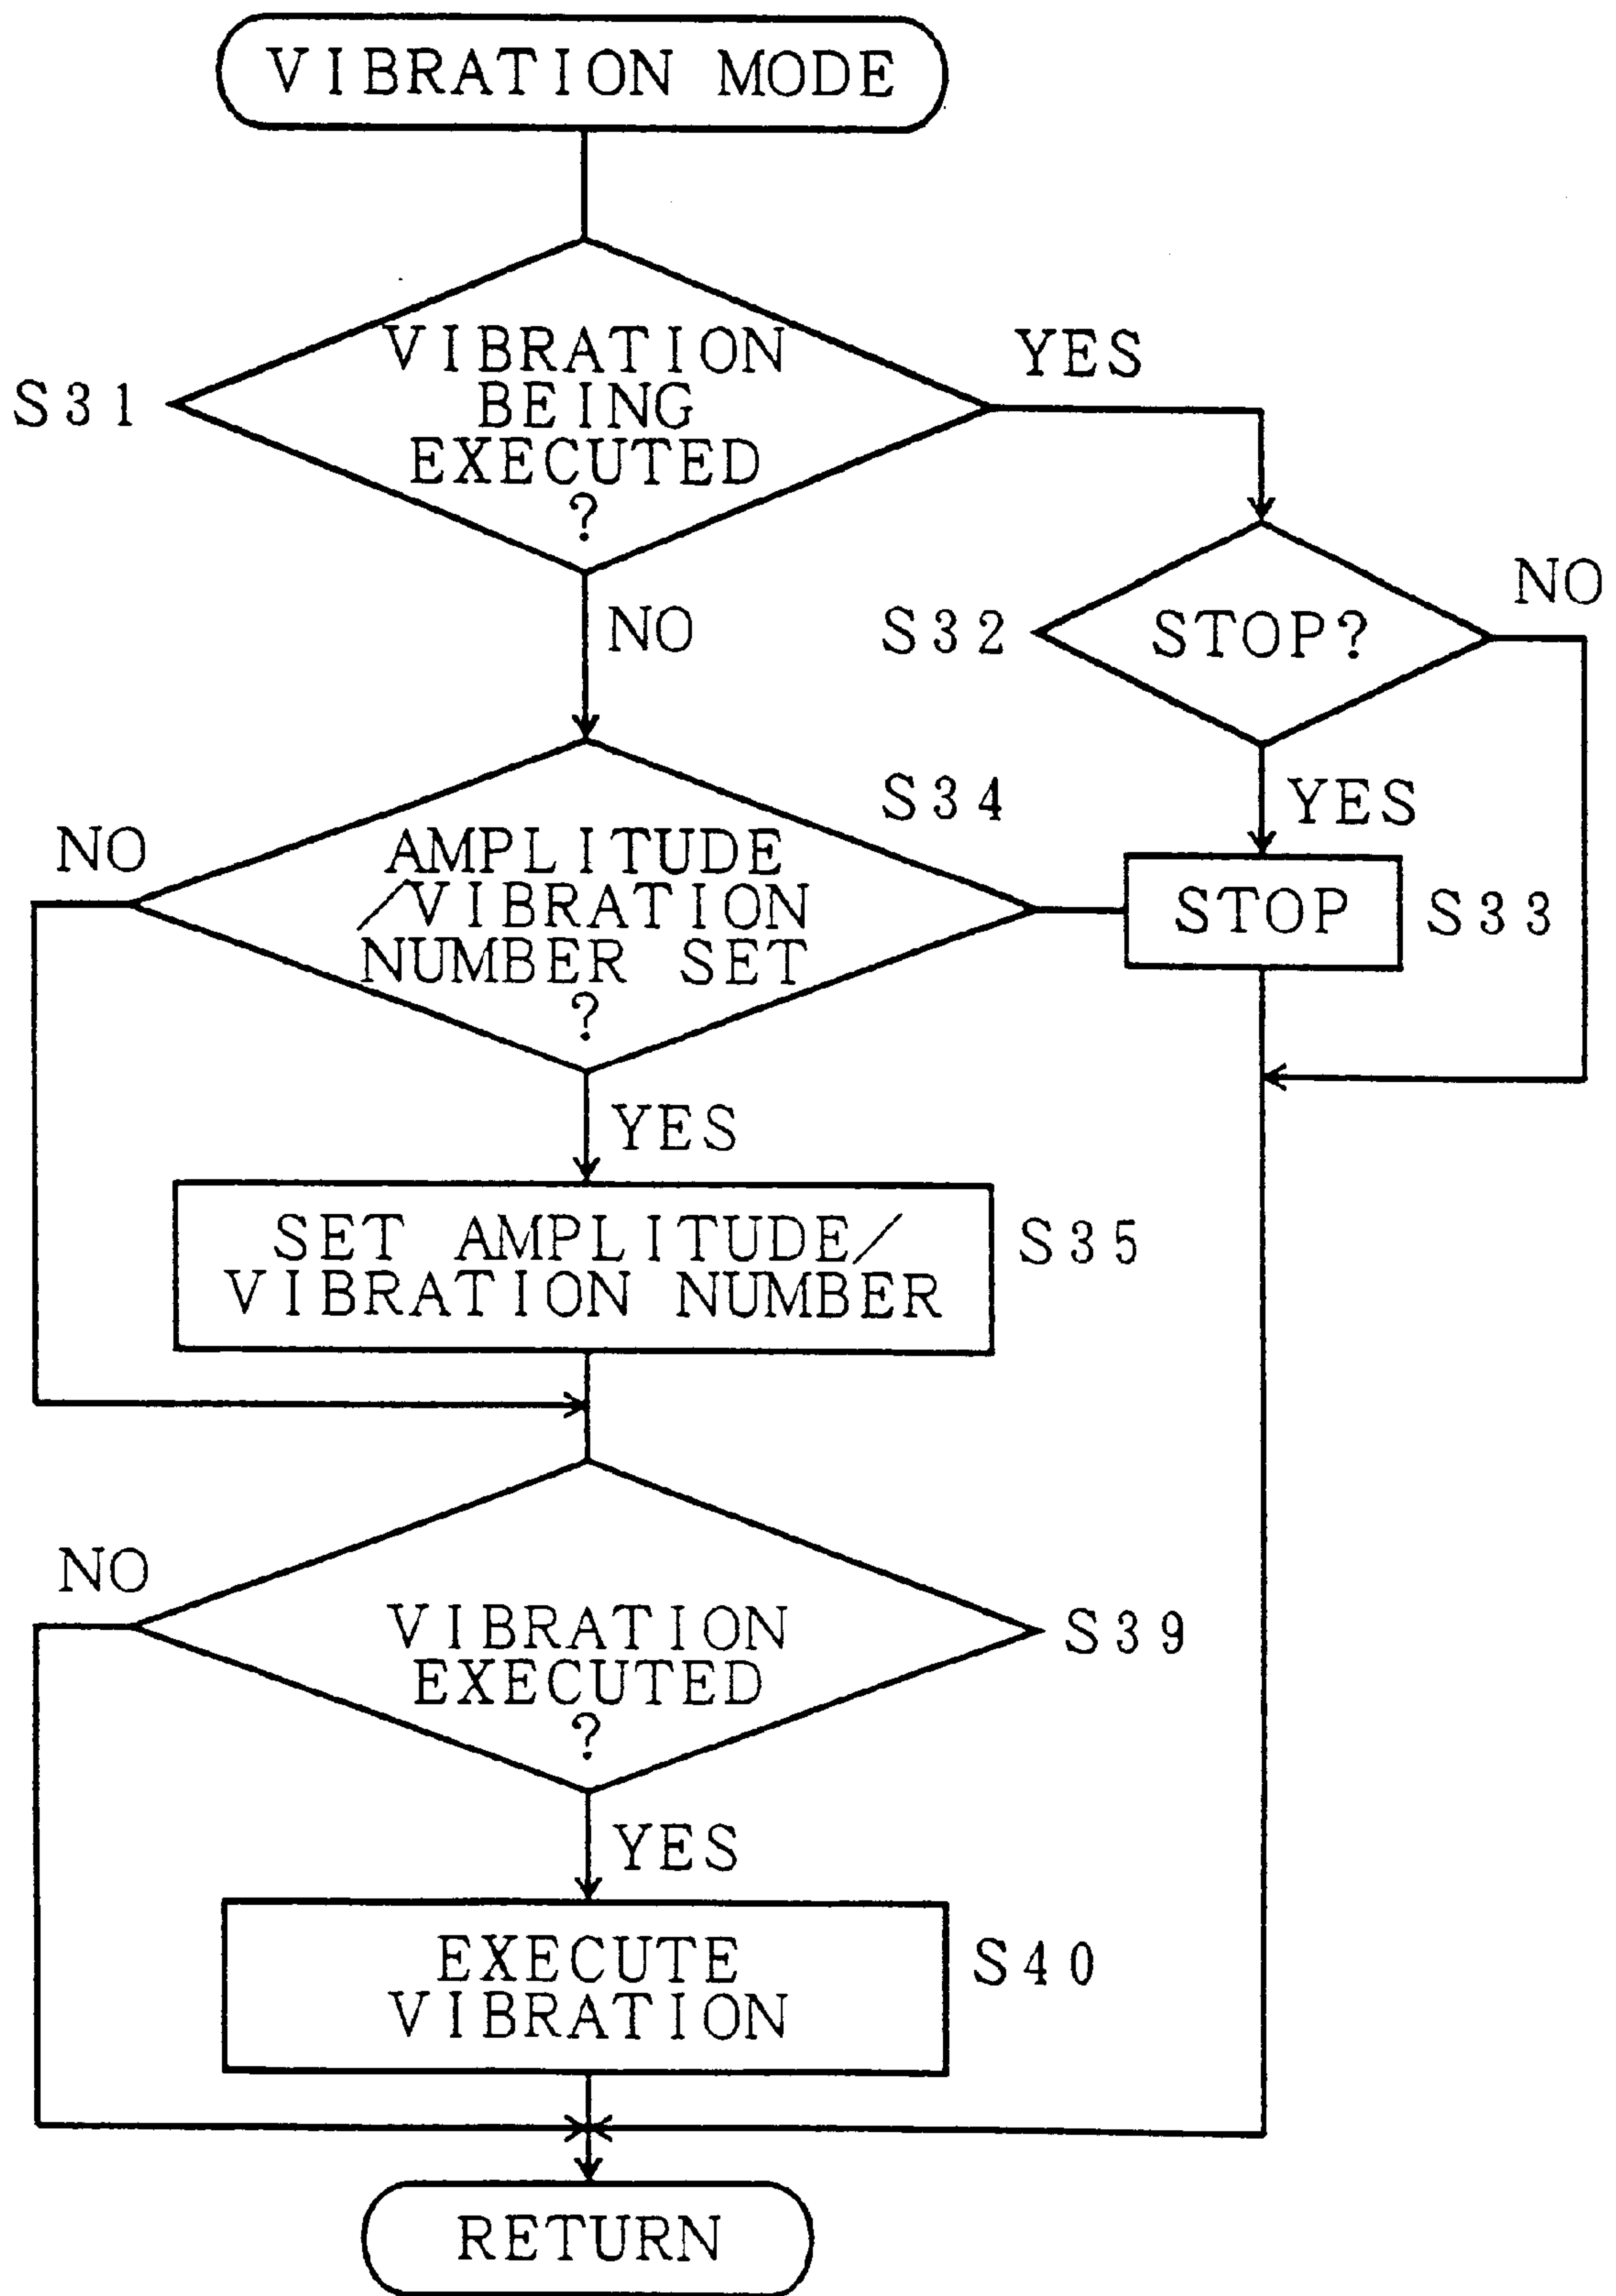 VIBRATION MODE
VIBRATION
BEING
EXECUTED
?
S31
YES
NO
S32
STOP?
NO
YES
S34
NO
AMPLITUDE
/VIBRATION
NUMBER SET
?
STOP
S33
YES
SET AMPLITUDE/
VIBRATION NUMBER
S35
NO
VIBRATION
EXECUTED
?
S39
YES
EXECUTE
VIBRATION
S40
RETURN